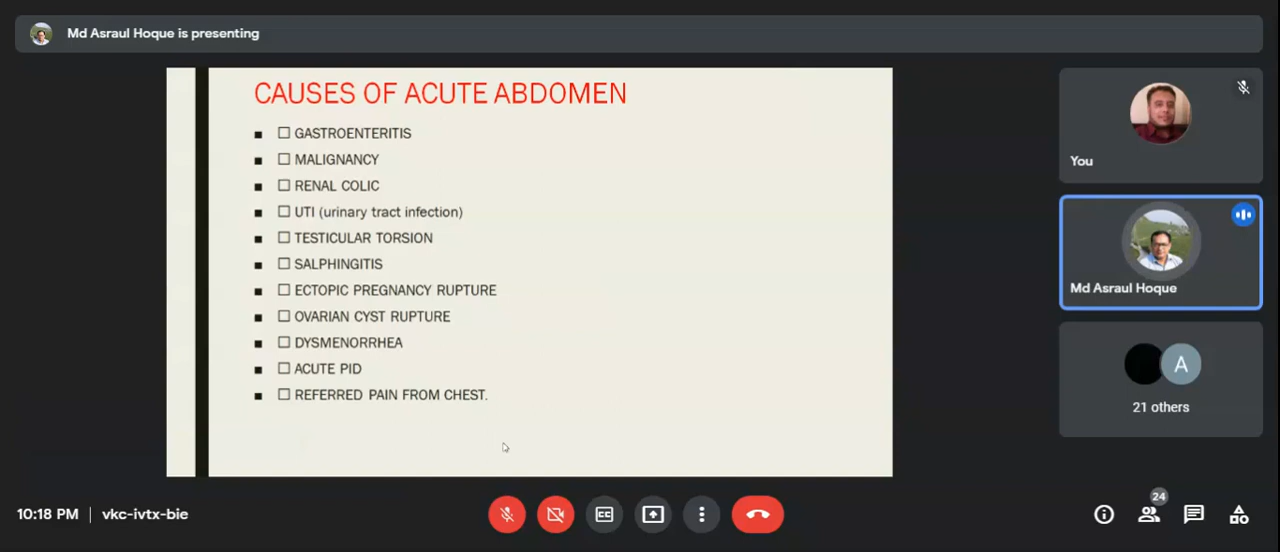 Md Asraul Hoque is presenting
CAUSES OF ACUTE ABDOMEN
■ ☐ GASTROENTERITIS
■ ☐ MALIGNANCY
■ ☐ RENAL COLIC
■ ☐ UTI (urinary tract infection)
■ ☐ TESTICULAR TORSION
■ ☐ SALPHINGITIS
■ ☐ ECTOPIC PREGNANCY RUPTURE
■ ☐ OVARIAN CYST RUPTURE
■ ☐ DYSMENORRHEA
■ ☐ ACUTE PID
■ ☐ REFERRED PAIN FROM CHEST.
You
Md Asraul Hoque
A
21 others
10:18 PM | vkc-ivtx-bie
CC
24